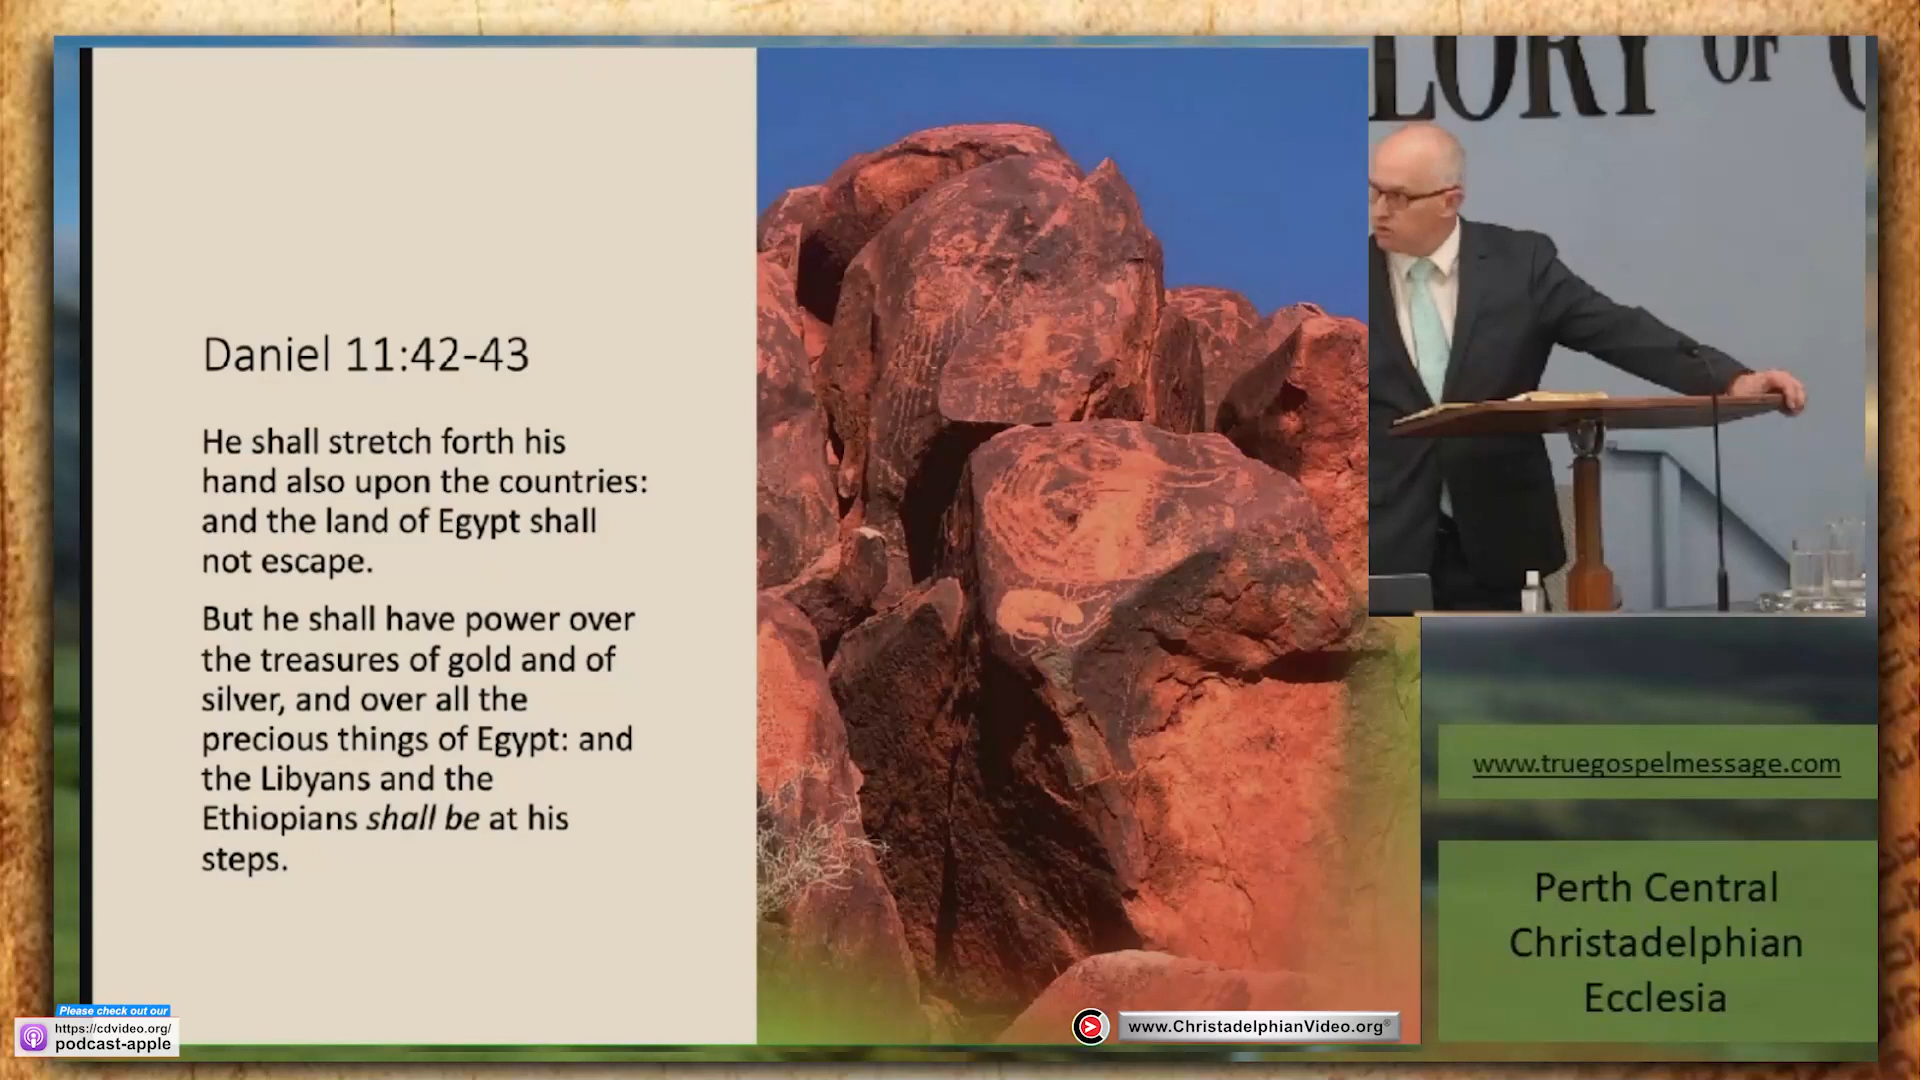 Daniel 11:42-43
He shall stretch forth his
hand also upon the countries:
and the land of Egypt shall
not escape.
But he shall have power over
the treasures of gold and of
silver, and over all the
precious things of Egypt: and
the Libyans and the
Ethiopians shall be at his
steps.
LORY OF
www.truegospelmessage.com
Perth Central
Christadelphian
Ecclesia
Please check out our
https://cdvideo.org/
podcast-apple
www.ChristadelphianVideo.org®